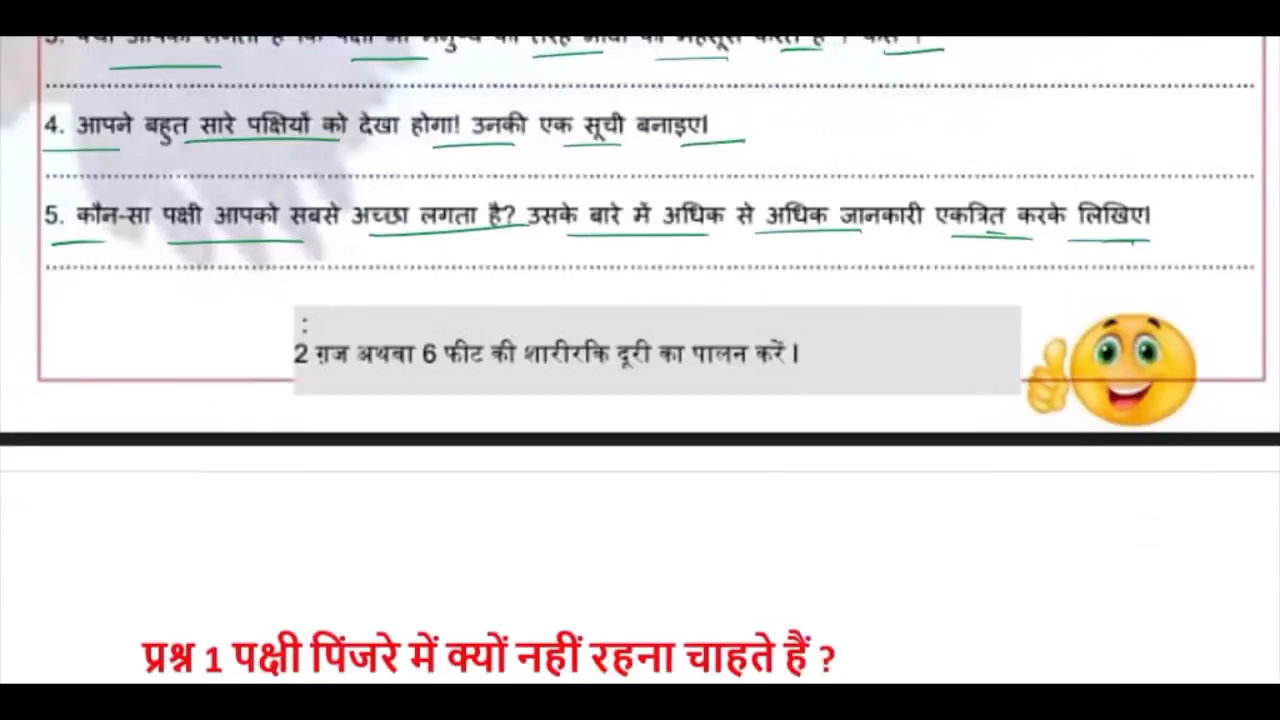 4. आपने बहुत सारे पक्षियों को देखा होगा! उनकी एक सूची बनाइए।
5. कौन-सा पक्षी आपको सबसे अच्छा लगता है? उसके बारे में अधिक से अधिक जानकारी एकत्रित करके लिखिए।
:
2 ग़ज अथवा 6 फीट की शारीरकि दूरी का पालन करें।
प्रश्न 1 पक्षी पिंजरे में क्यों नहीं रहना चाहते हैं ?